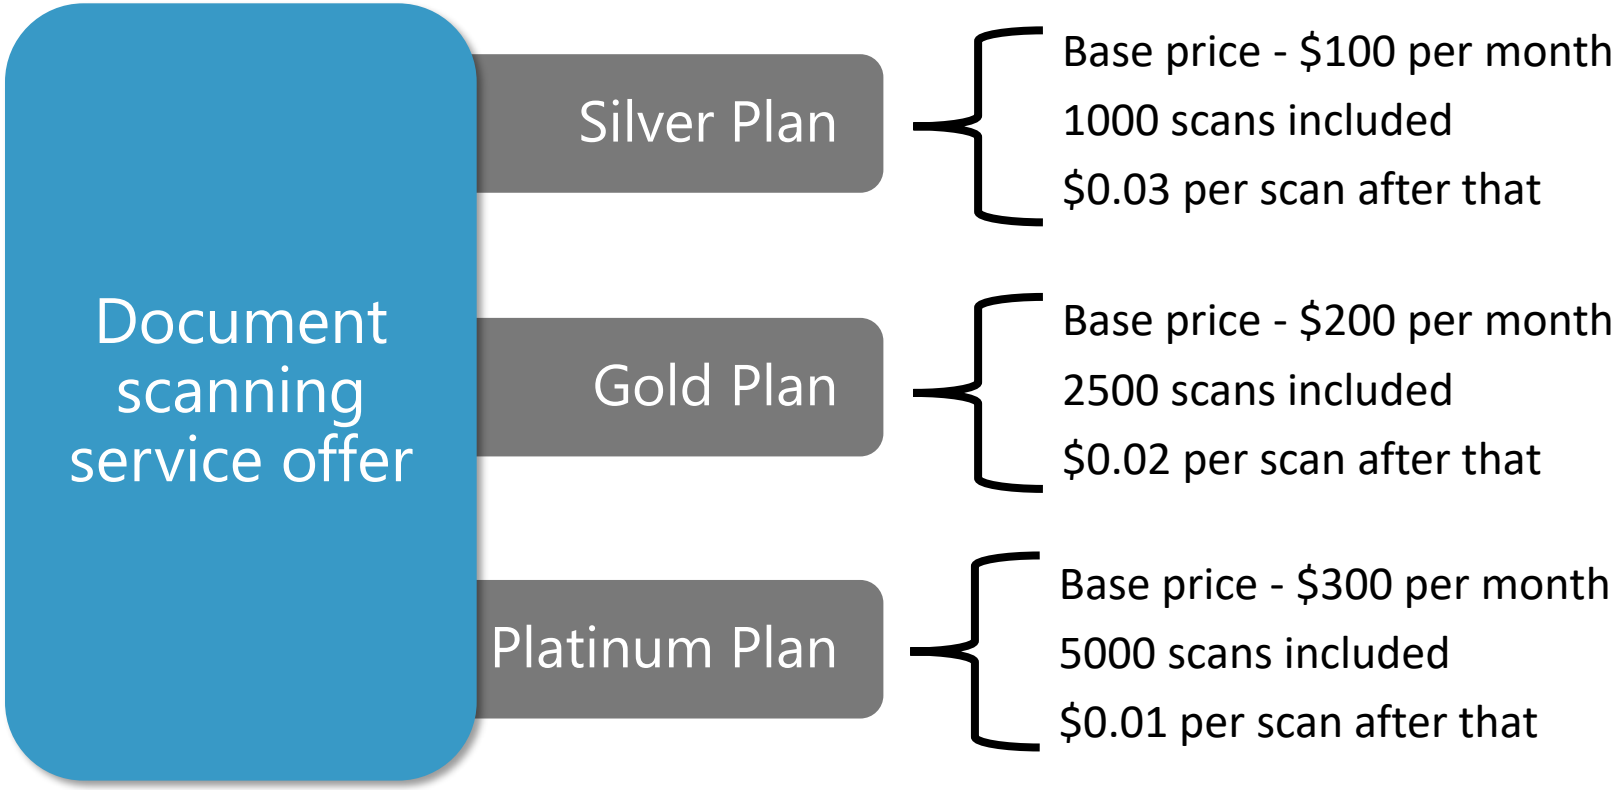 Document
scanning
service offer
Silver Plan
Base price - $100 per month
1000 scans included
$0.03 per scan after that
Gold Plan
Base price - $200 per month
2500 scans included
$0.02 per scan after that
Platinum Plan
Base price - $300 per month
5000 scans included
$0.01 per scan after that